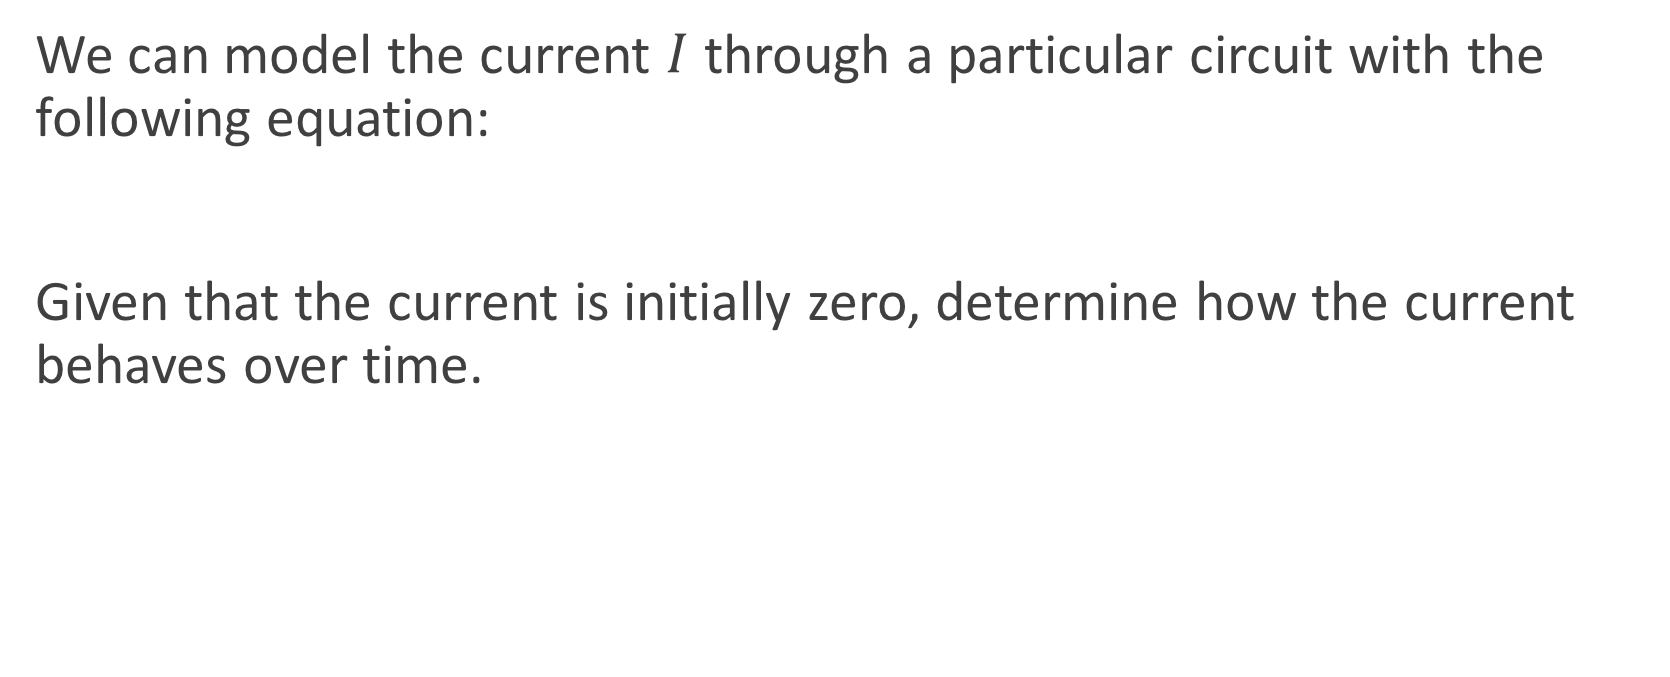 We can model the current I through a particular circuit with the
following equation:
Given that the current is initially zero, determine how the current
behaves over time.